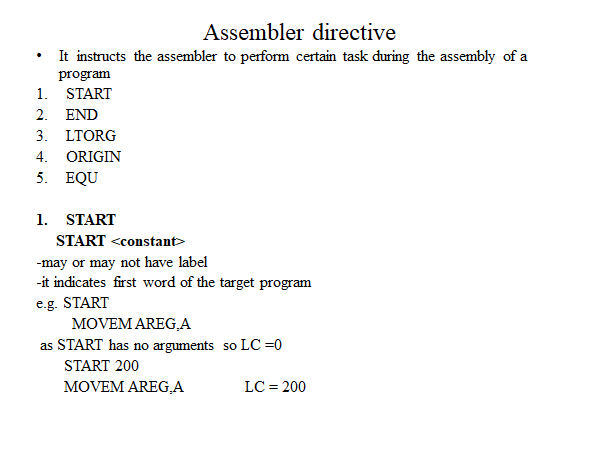 Assembler directive
• It instructs the assembler to perform certain task during the assembly of a
program
1. START
2. END
3. LTORG
4. ORIGIN
5. EQU
1. START
START <constant>
-may or may not have label
-it indicates first word of the target program
e.g. START
MOVEM AREG,A
as START has no arguments so LC =0
START 200
MOVEM AREG,A LC = 200